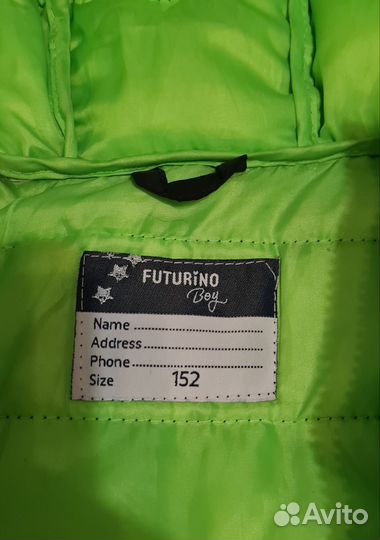 FUTURiNO
Boy
Name..............................
Address..........................
Phone.............................
Size 152
Avito